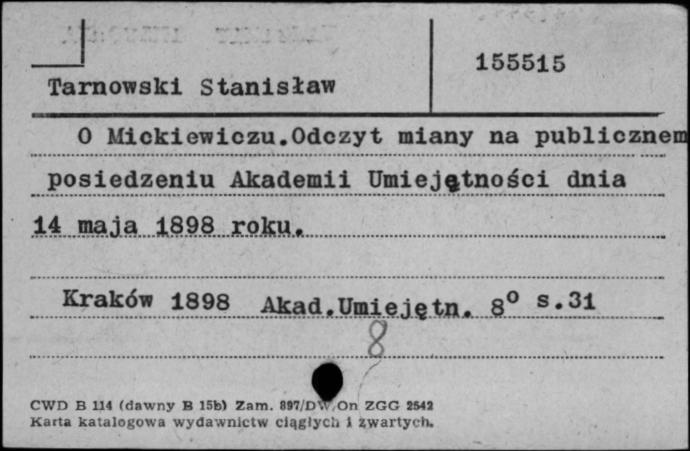 155515
Tarnowski Stanisław
O Mickiewiczu.Odczyt miany na publicznem
posiedzeniu Akademii Umiejętności dnia
14 maja 1898 roku.
Kraków 1898 Akad.Umiejętn. 8° s.31
8
CWD B 114 (dawny B 15b) Zam. 897/DW/On ZGG 2542
Karta katalogowa wydawnictw ciągłych i zwartych.